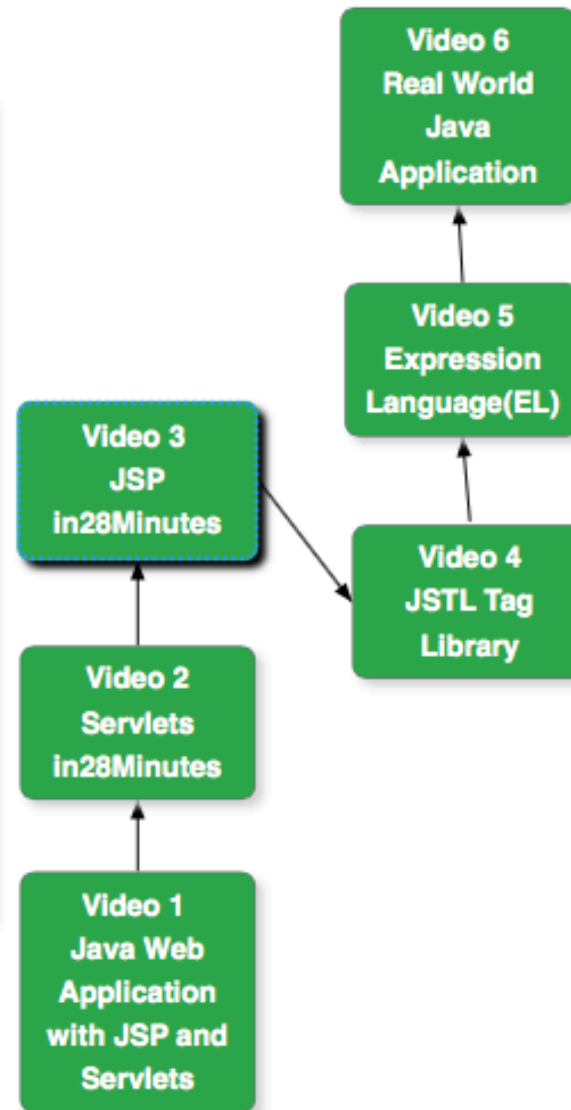 Video 6
Real World
Java
Application
Video 5
Expression
Language(EL)
Video 3
JSP
in28Minutes
Video 4
JSTL Tag
Library
Video 2
Servlets
in28Minutes
Video 1
Java Web
Application
with JSP and
Servlets